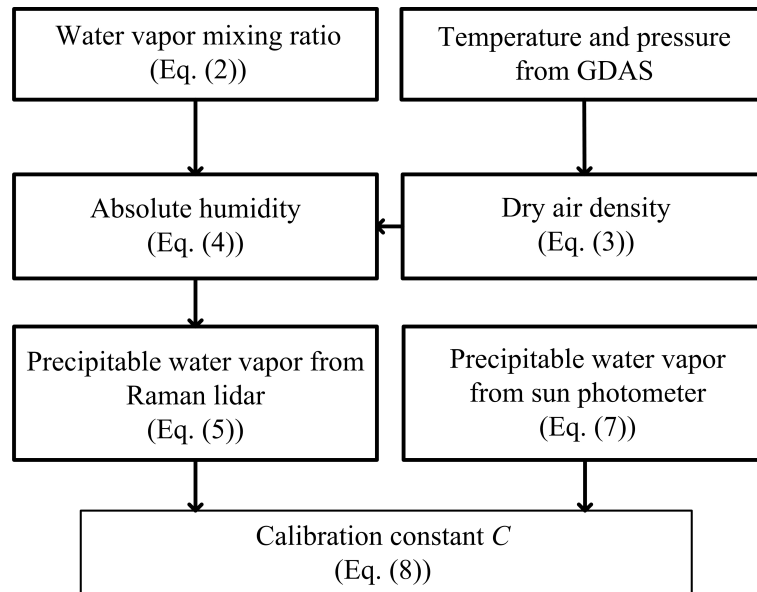 Water vapor mixing ratio
(Eq. (2))
Temperature and pressure
from GDAS
Absolute humidity
(Eq. (4))
Dry air density
(Eq. (3))
Precipitable water vapor from
Raman lidar
(Eq. (5))
Precipitable water vapor
from sun photometer
(Eq. (7))
Calibration constant C
(Eq. (8))